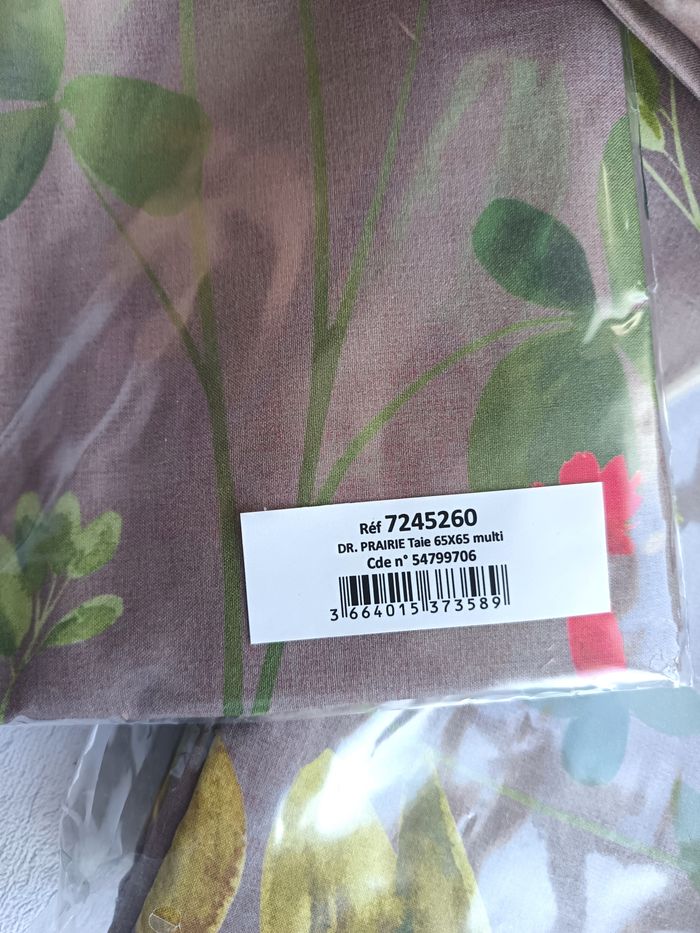 Réf 7245260
DR. PRAIRIE Taie 65X65 multi
Cde n° 54799706
3 664015 373589